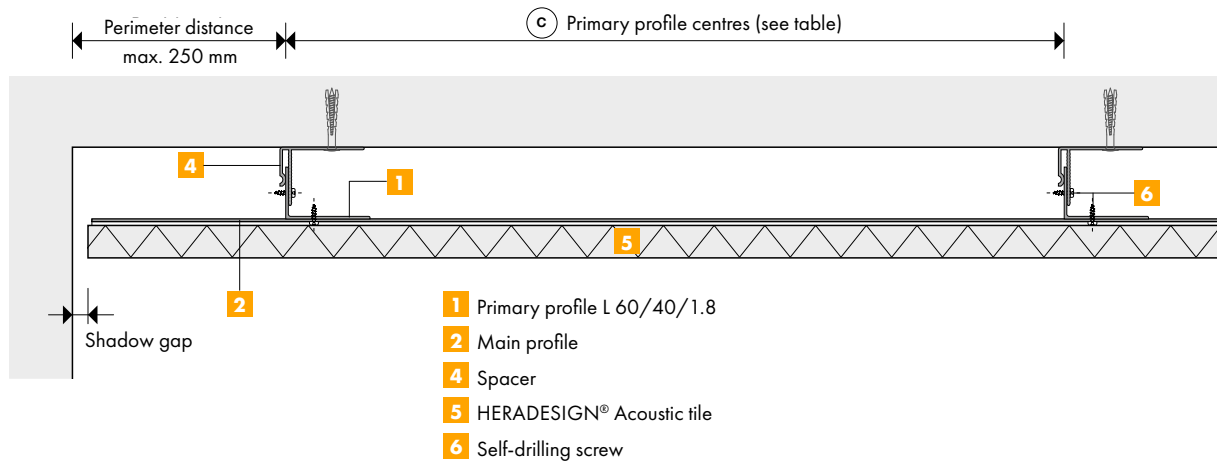 Perimeter distance
max. 250 mm
C Primary profile centres (see table)
4
1
6
5
2
Shadow gap
1 Primary profile L 60/40/1.8
2 Main profile
4 Spacer
5 HERADESIGN® Acoustic tile
6 Self-drilling screw